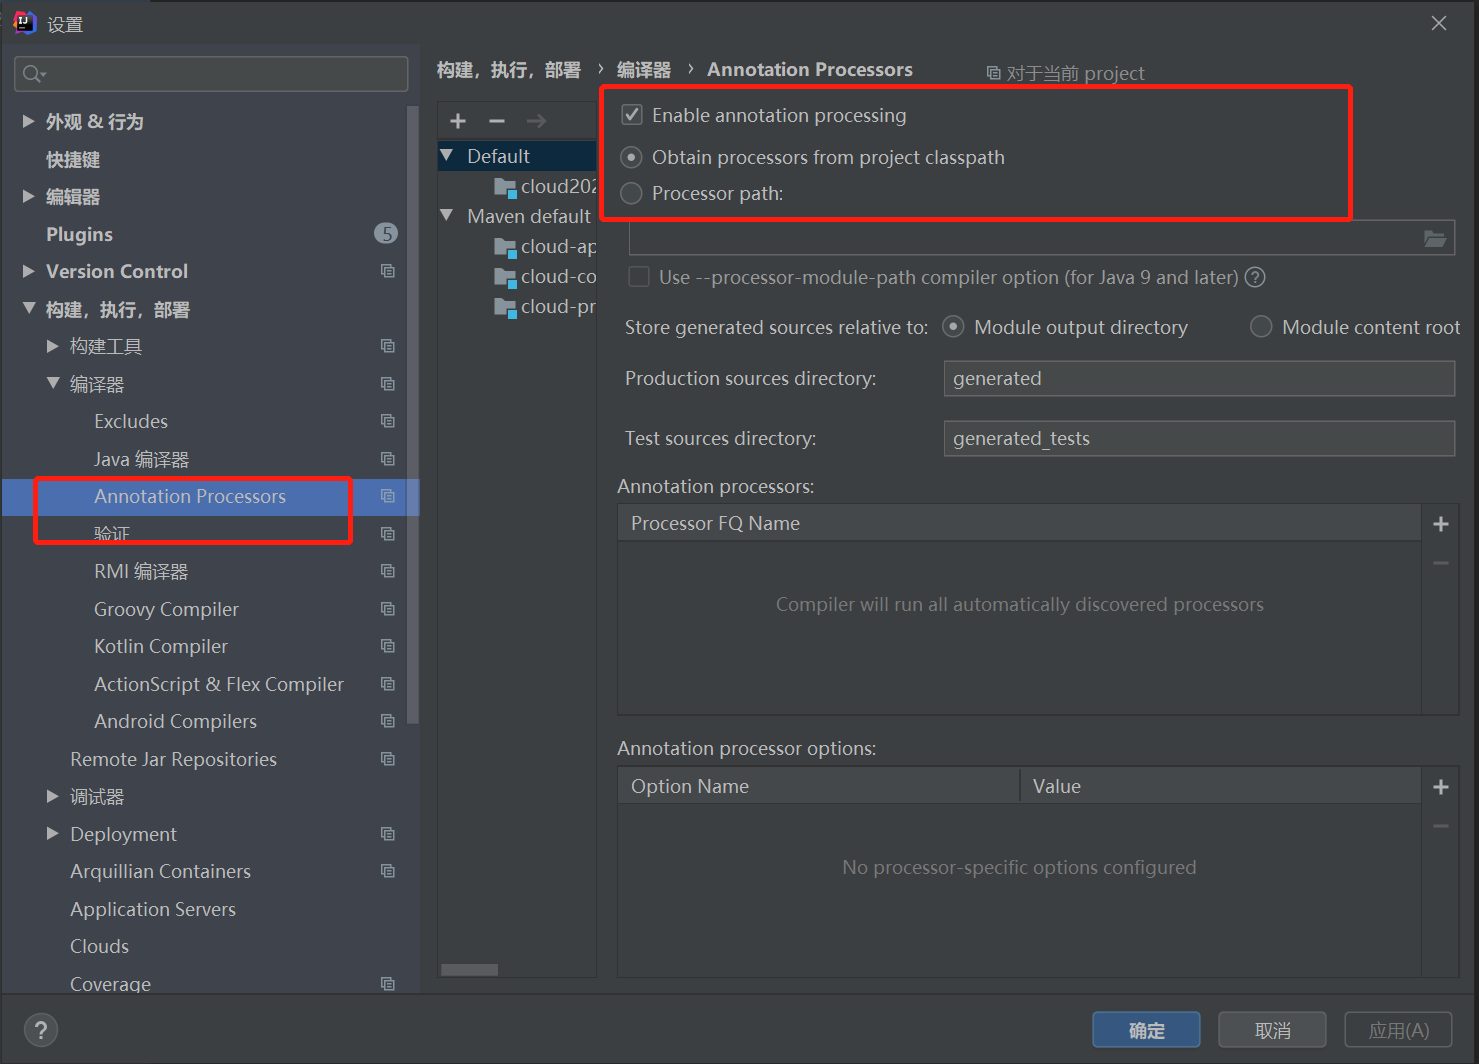 设置
外观 & 行为
快捷键
编辑器
Plugins
5
Version Control
构建，执行，部署
构建工具
编译器
Excludes
Java 编译器
Annotation Processors
验证
RMI 编译器
Groovy Compiler
Kotlin Compiler
ActionScript & Flex Compiler
Android Compilers
Remote Jar Repositories
调试器
Deployment
Arquillian Containers
Application Servers
Clouds
Coverage
构建，执行，部署 › 编译器 › Annotation Processors
对于当前 project
Default
cloud202
Maven default
cloud-ap
cloud-co
cloud-pr
Enable annotation processing
Obtain processors from project classpath
Processor path:
Use --processor-module-path compiler option (for Java 9 and later)
Store generated sources relative to: Module output directory Module content root
Production sources directory: generated
Test sources directory: generated_tests
Annotation processors:
Processor FQ Name
Compiler will run all automatically discovered processors
Annotation processor options:
Option Name Value
No processor-specific options configured
确定 取消 应用(A)